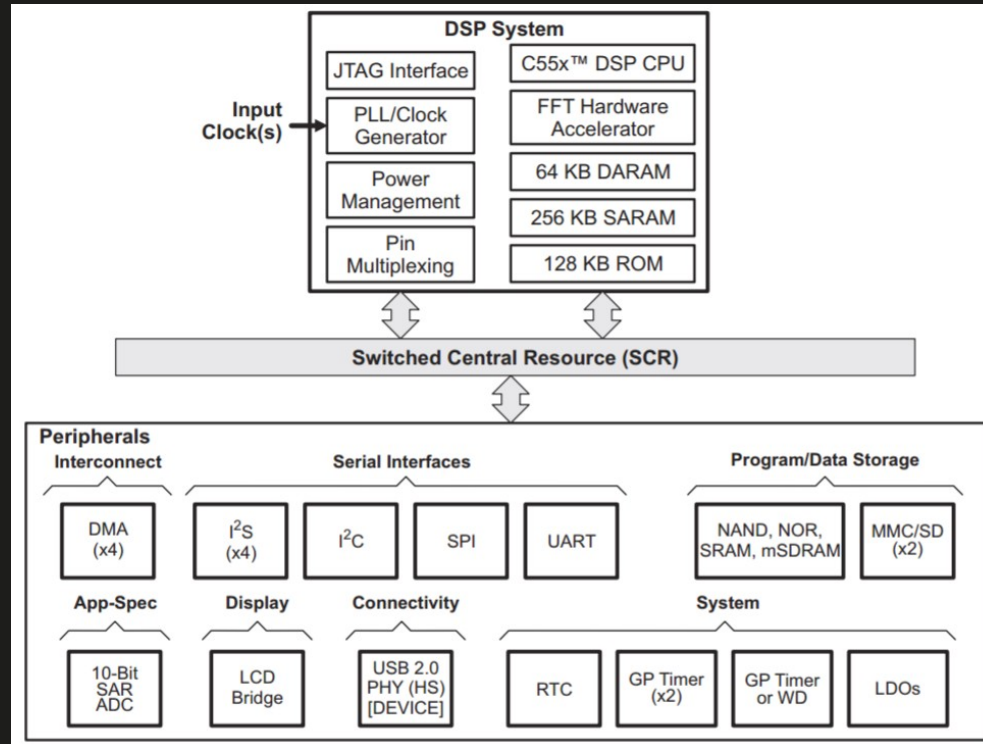 DSP System
JTAG Interface
C55x™ DSP CPU
Input
Clock(s)
PLL/Clock
Generator
FFT Hardware
Accelerator
Power
Management
64 KB DARAM
256 KB SARAM
Pin
Multiplexing
128 KB ROM
Switched Central Resource (SCR)
Peripherals
Interconnect
Serial Interfaces
Program/Data Storage
DMA
(x4)
I²S
(x4)
I²C
SPI
UART
NAND, NOR,
SRAM, mSDRAM
MMC/SD
(x2)
App-Spec
Display
Connectivity
System
10-Bit
SAR
ADC
LCD
Bridge
USB 2.0
PHY (HS)
[DEVICE]
RTC
GP Timer
(x2)
GP Timer
or WD
LDOs